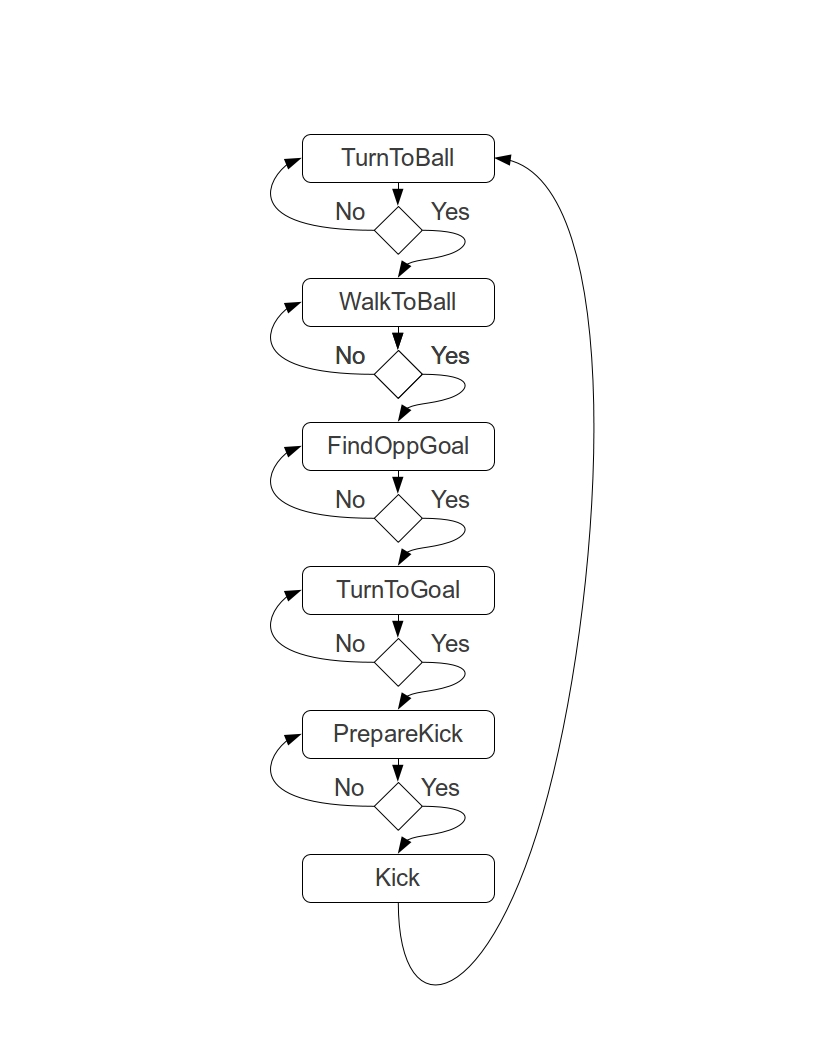 TurnToBall
No Yes
WalkToBall
No Yes
FindOppGoal
No Yes
TurnToGoal
No Yes
PrepareKick
No Yes
Kick